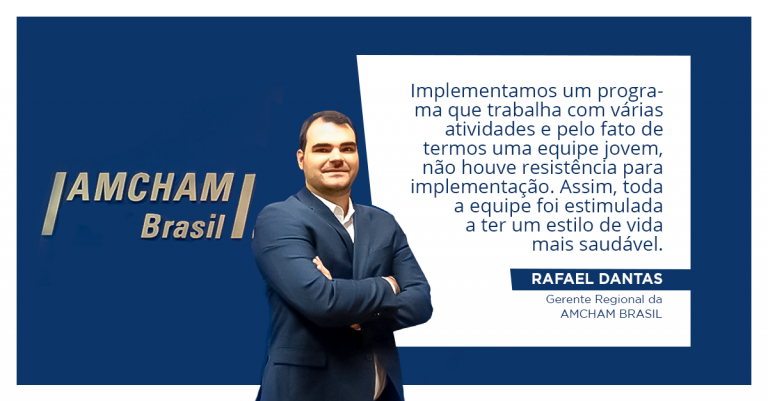 AMCHAM
Brasil
Implementamos um progra-
ma que trabalha com várias
atividades e pelo fato de
termos uma equipe jovem,
não houve resistência para
implementação. Assim, toda
a equipe foi estimulada
a ter um estilo de vida
mais saudável.
RAFAEL DANTAS
Gerente Regional da
AMCHAM BRASIL